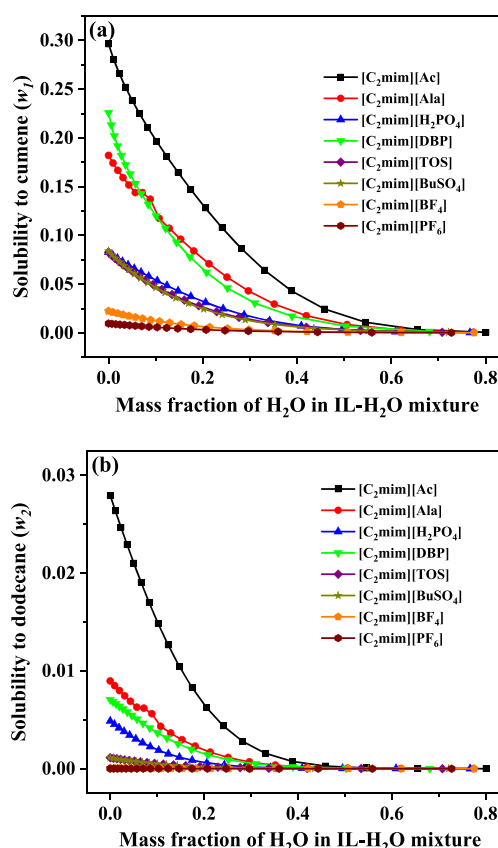 (a)
0.30
0.25
0.20
0.15
0.10
0.05
0.00
Solubility to cumene (w1)
[C2mim][Ac]
[C2mim][Ala]
[C2mim][H2PO4]
[C2mim][DBP]
[C2mim][TOS]
[C2mim][BuSO4]
[C2mim][BF4]
[C2mim][PF6]
0.0 0.2 0.4 0.6 0.8
Mass fraction of H2O in IL-H2O mixture
(b)
0.03
0.02
0.01
0.00
Solubility to dodecane (w2)
[C2mim][Ac]
[C2mim][Ala]
[C2mim][H2PO4]
[C2mim][DBP]
[C2mim][TOS]
[C2mim][BuSO4]
[C2mim][BF4]
[C2mim][PF6]
0.0 0.2 0.4 0.6 0.8
Mass fraction of H2O in IL-H2O mixture